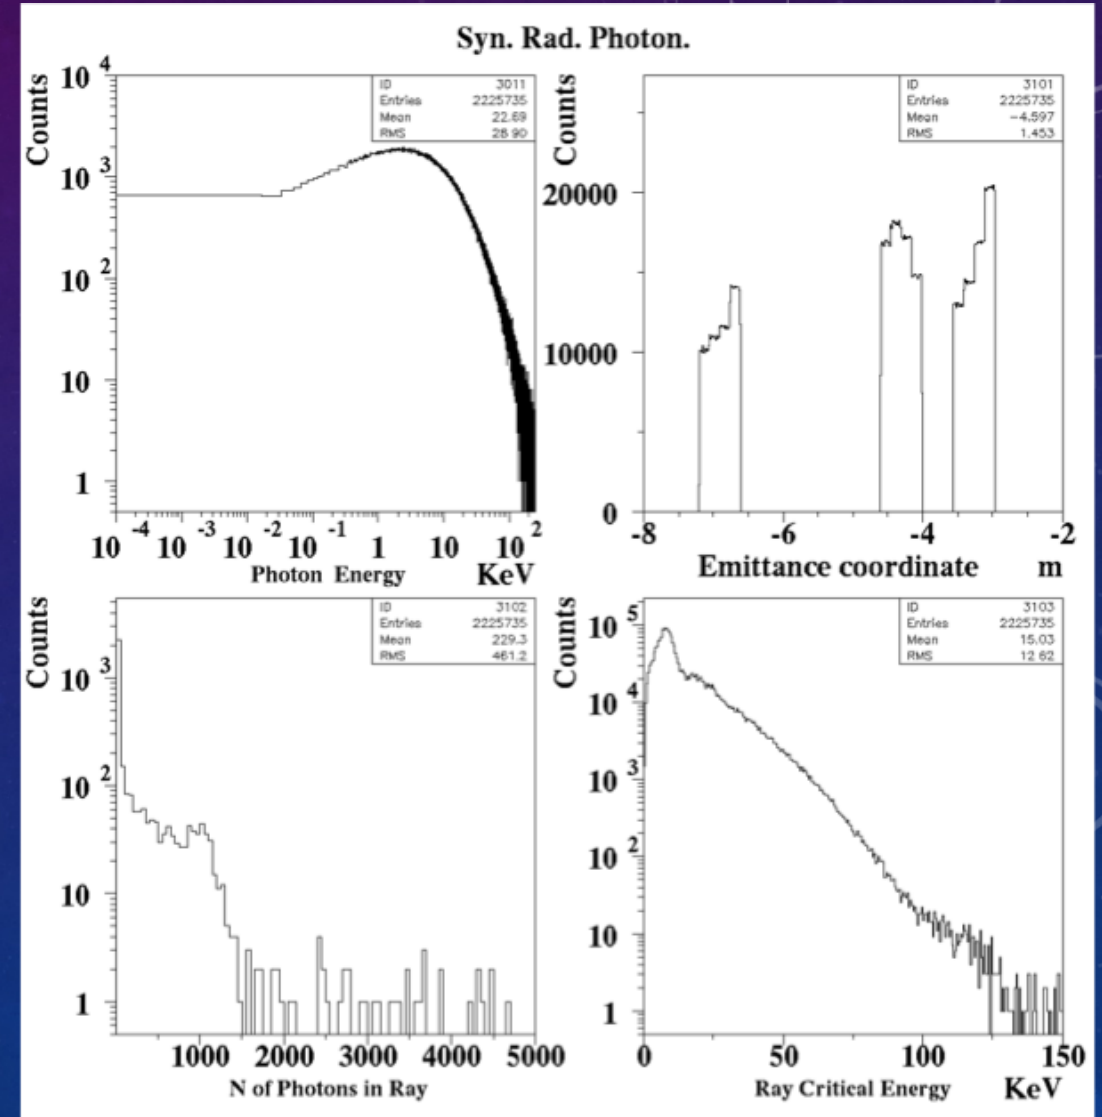 Syn. Rad. Photon.
Counts
10 4
10 3
10 2
10
1
ID 3011
Entries 2225735
Mean 22.69
RMS 28.90
10 -4 10 -3 10 -2 10 -1 1 10 10 2
Photon Energy KeV
Counts
20000
10000
0
ID 3101
Entries 2225735
Mean -4.597
RMS 1.453
-8 -6 -4 -2
Emittance coordinate m
Counts
10 3
10 2
10
1
ID 3102
Entries 2225735
Mean 229.3
RMS 461.2
1000 2000 3000 4000 5000
N of Photons in Ray
Counts
10 5
10 4
10 3
10 2
10
1
ID 3103
Entries 2225735
Mean 15.03
RMS 12.62
0 50 100 150
Ray Critical Energy KeV